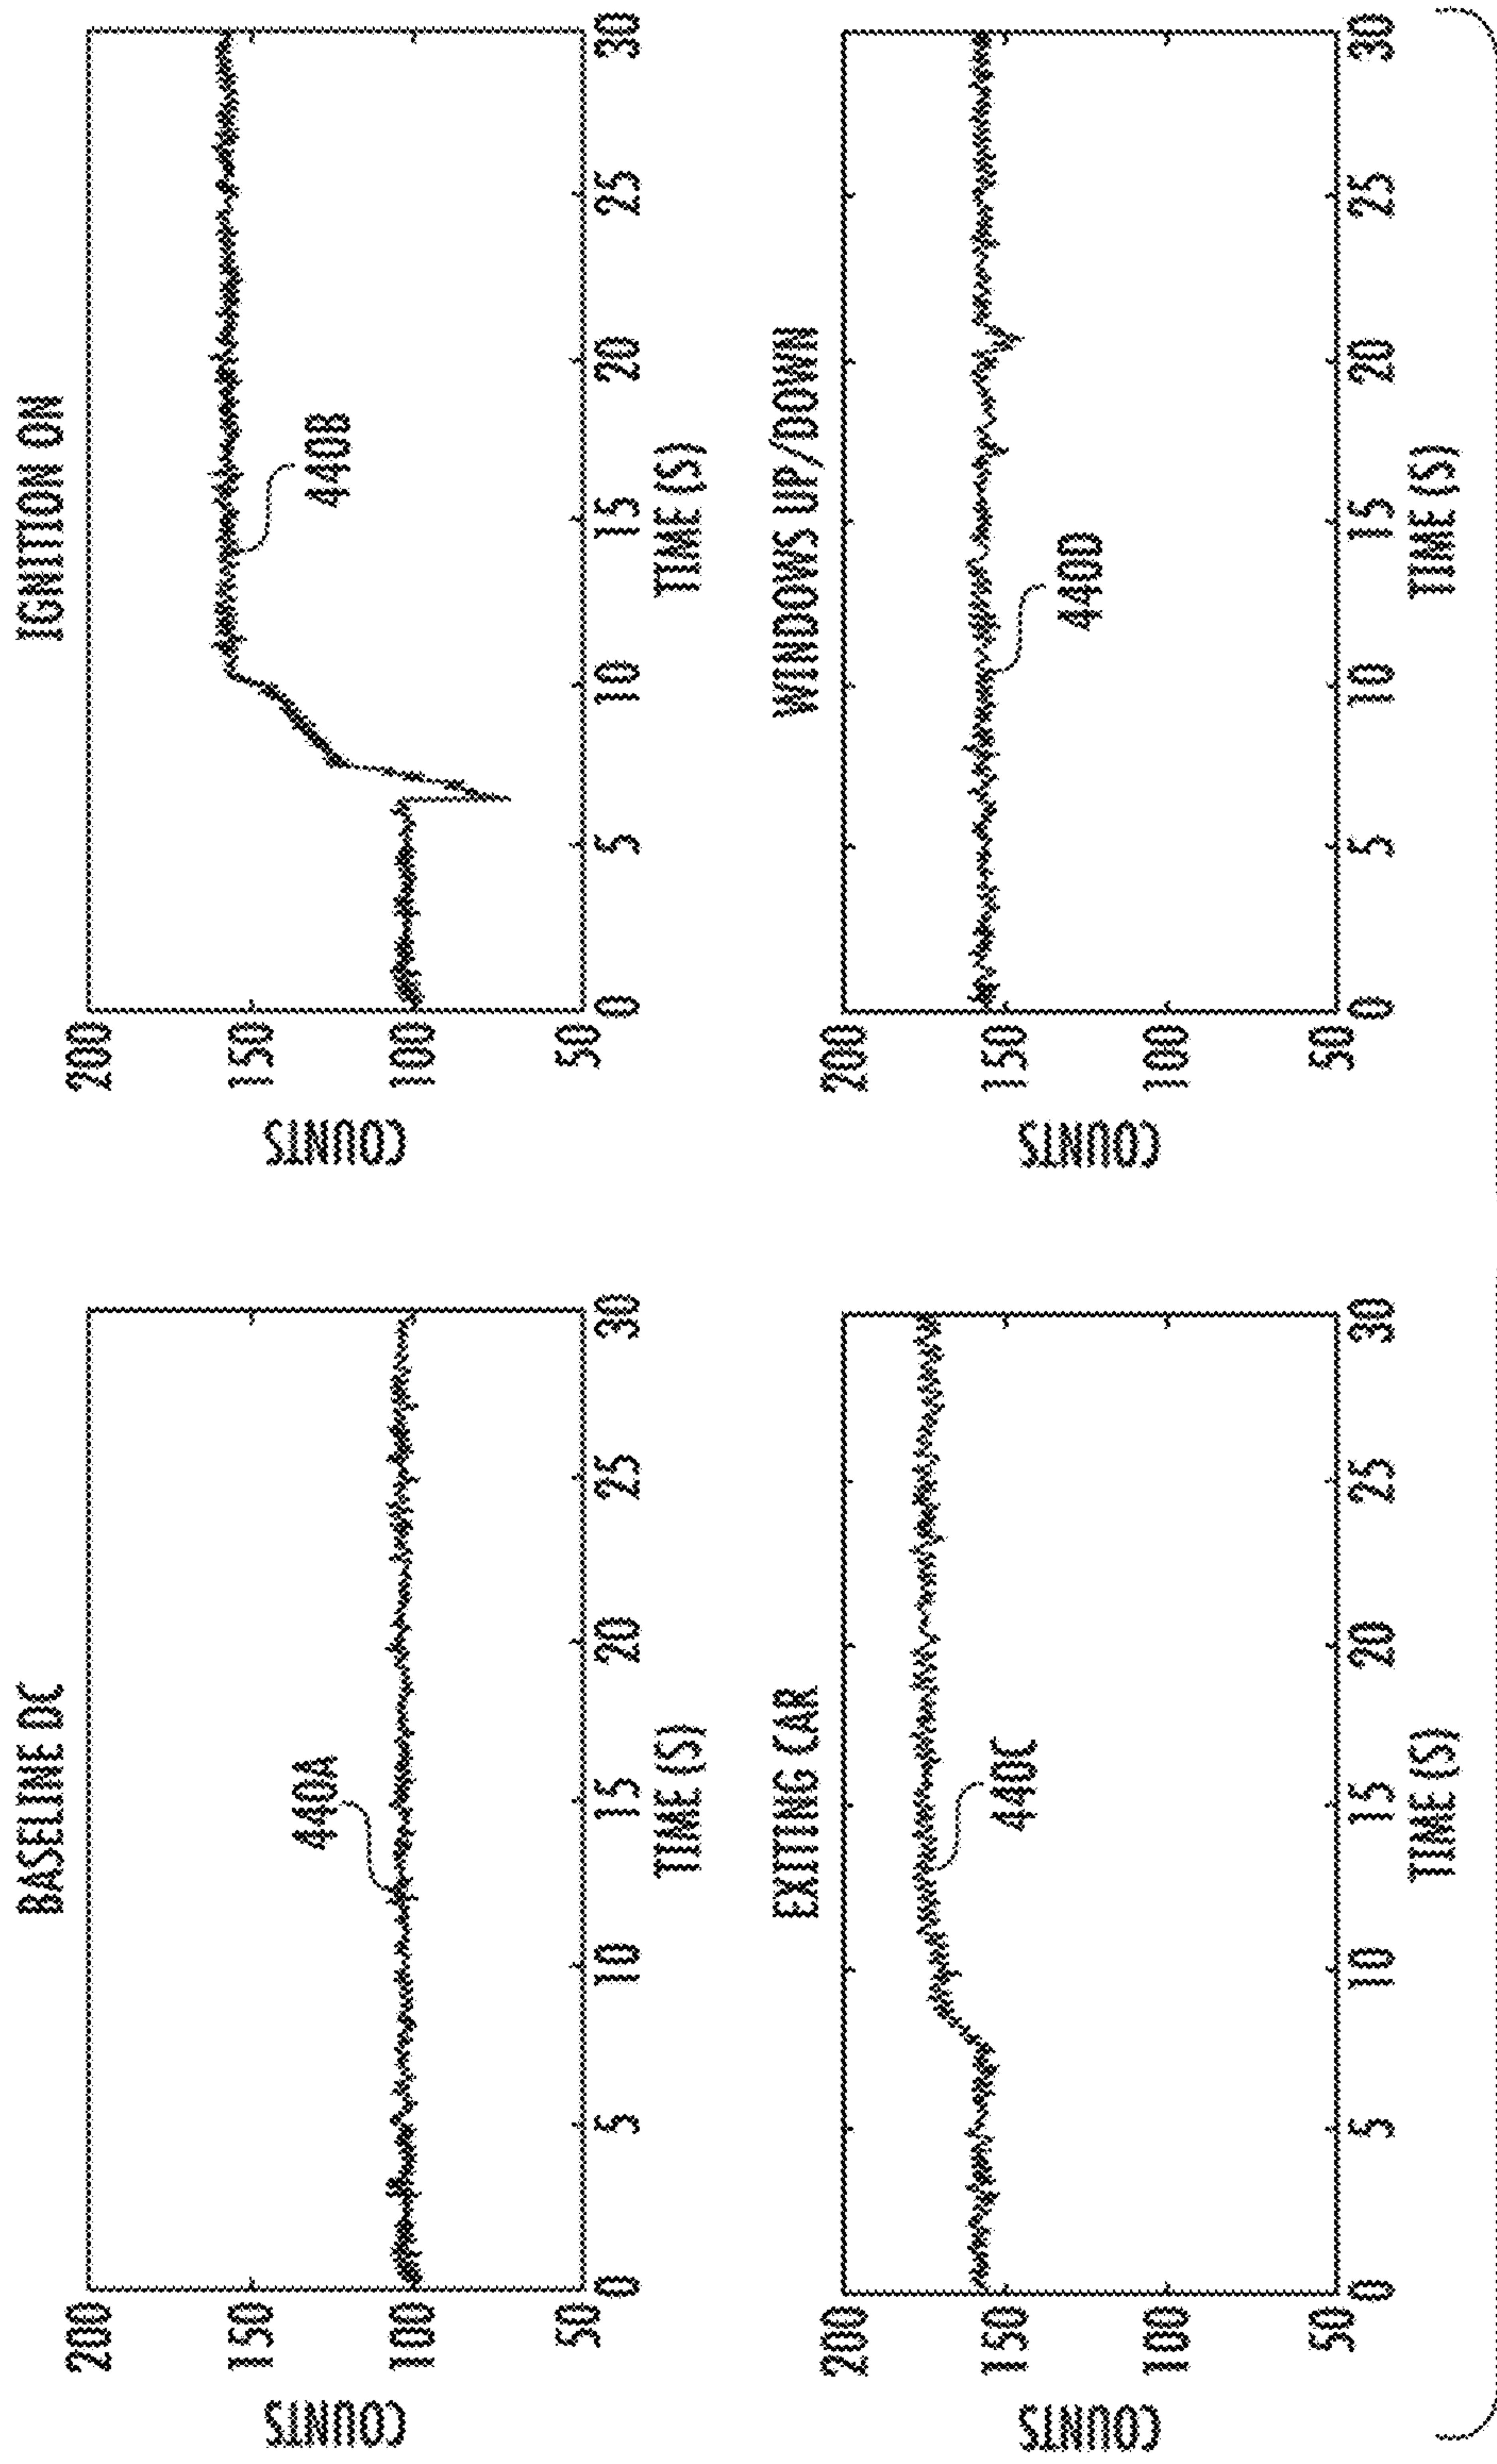 BASELINE DC
COUNTS
200
150
100
50
0 5 10 15 20 25 30
TIME (S)
440A
IGNITION ON
COUNTS
200
150
100
50
0 5 10 15 20 25 30
TIME (S)
440B
EXITING CAR
COUNTS
200
150
100
50
0 5 10 15 20 25 30
TIME (S)
440C
WINDOWS UP/DOWN
COUNTS
200
150
100
50
0 5 10 15 20 25 30
TIME (S)
440D